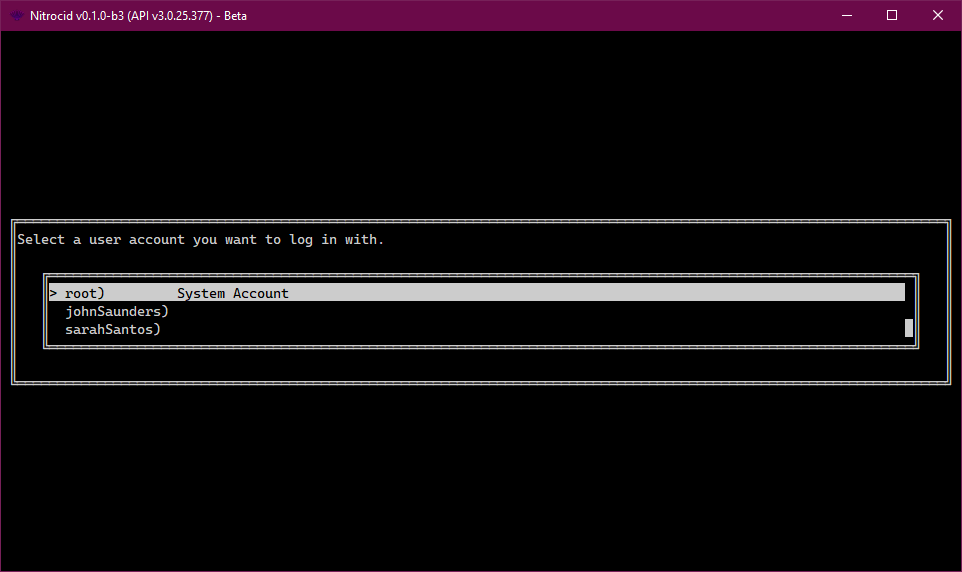 Nitrocid v0.1.0-b3 (API v3.0.25.377) - Beta
Select a user account you want to log in with.
> root) System Account
johnSaunders)
sarahSantos)